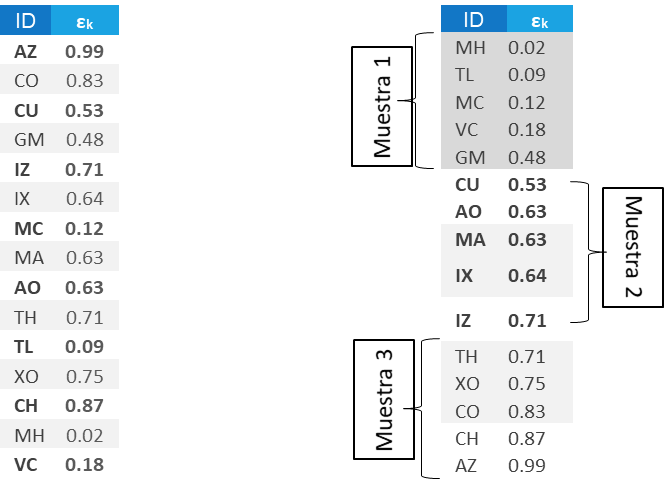 ID εk
AZ 0.99
CO 0.83
CU 0.53
GM 0.48
IZ 0.71
IX 0.64
MC 0.12
MA 0.63
AO 0.63
TH 0.71
TL 0.09
XO 0.75
CH 0.87
MH 0.02
VC 0.18
ID εk
MH 0.02
TL 0.09
MC 0.12
VC 0.18
GM 0.48
CU 0.53
AO 0.63
MA 0.63
IX 0.64
IZ 0.71
TH 0.71
XO 0.75
CO 0.83
CH 0.87
AZ 0.99
Muestra 1
Muestra 2
Muestra 3